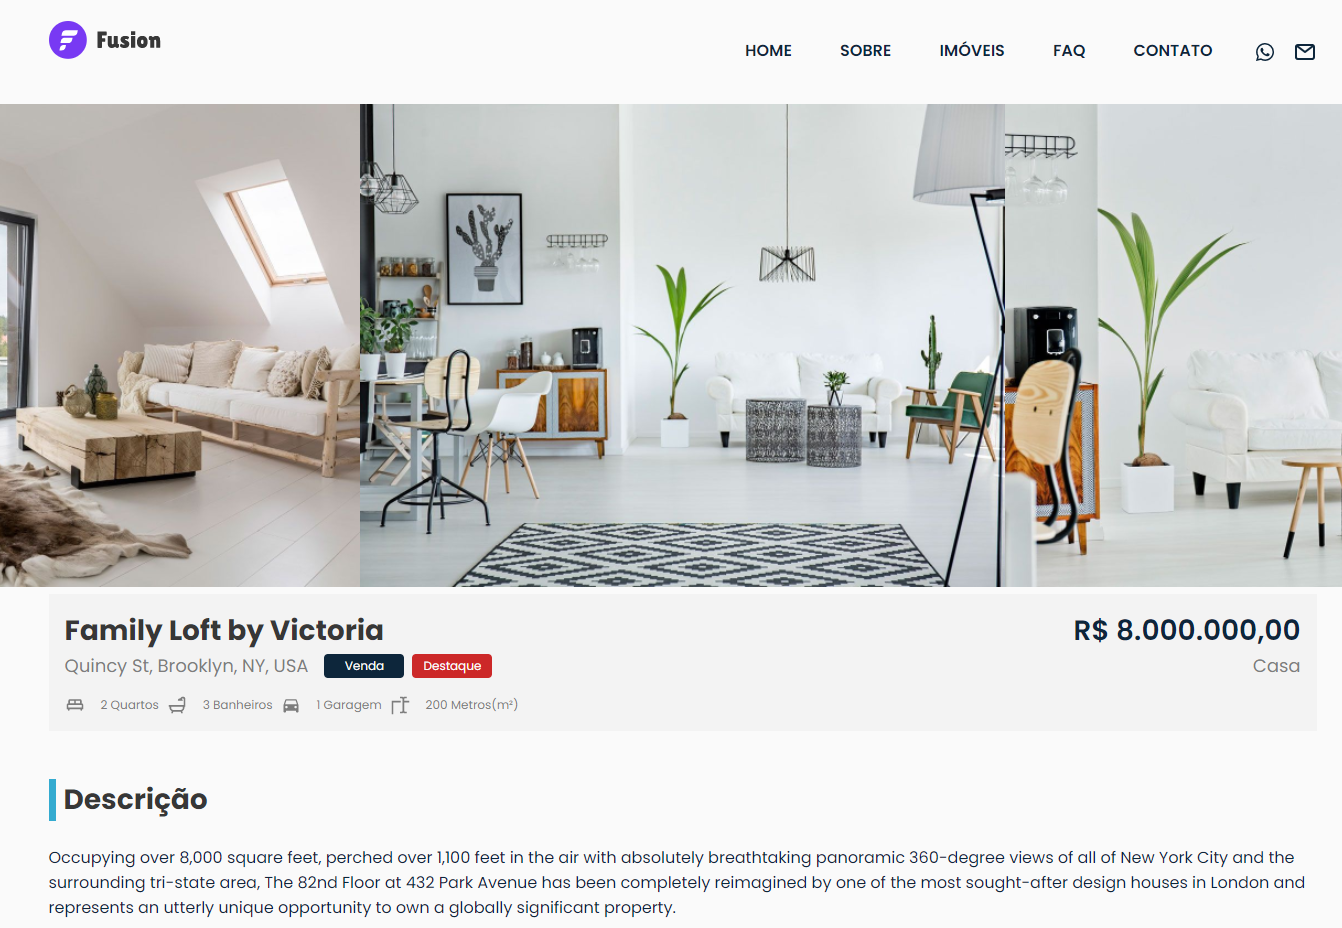 Fusion
HOME SOBRE IMÓVEIS FAQ CONTATO
Family Loft by Victoria
R$ 8.000.000,00
Quincy St, Brooklyn, NY, USA Venda Destaque
Casa
2 Quartos 3 Banheiros 1 Garagem 200 Metros(m²)
Descrição
Occupying over 8,000 square feet, perched over 1,100 feet in the air with absolutely breathtaking panoramic 360-degree views of all of New York City and the
surrounding tri-state area, The 82nd Floor at 432 Park Avenue has been completely reimagined by one of the most sought-after design houses in London and
represents an utterly unique opportunity to own a globally significant property.